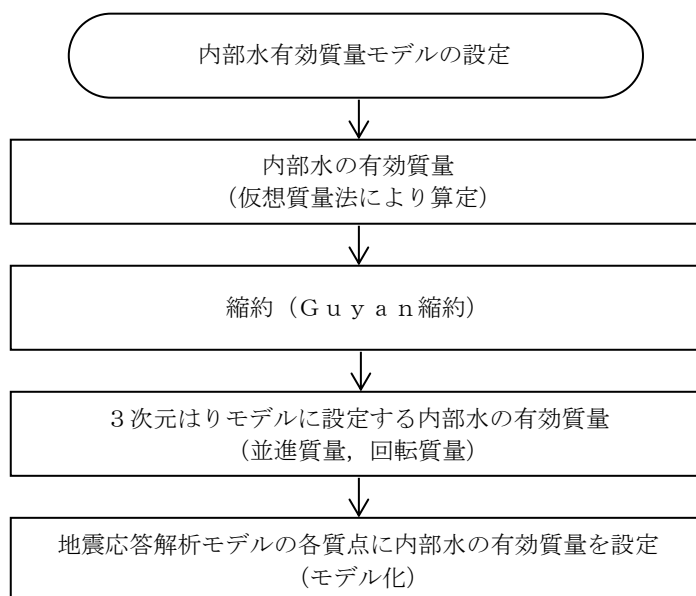 内部水有効質量モデルの設定
内部水の有効質量
（仮想質量法により算定）
縮約（Ｇｕｙａｎ縮約）
３次元はりモデルに設定する内部水の有効質量
（並進質量，回転質量）
地震応答解析モデルの各質点に内部水の有効質量を設定
（モデル化）